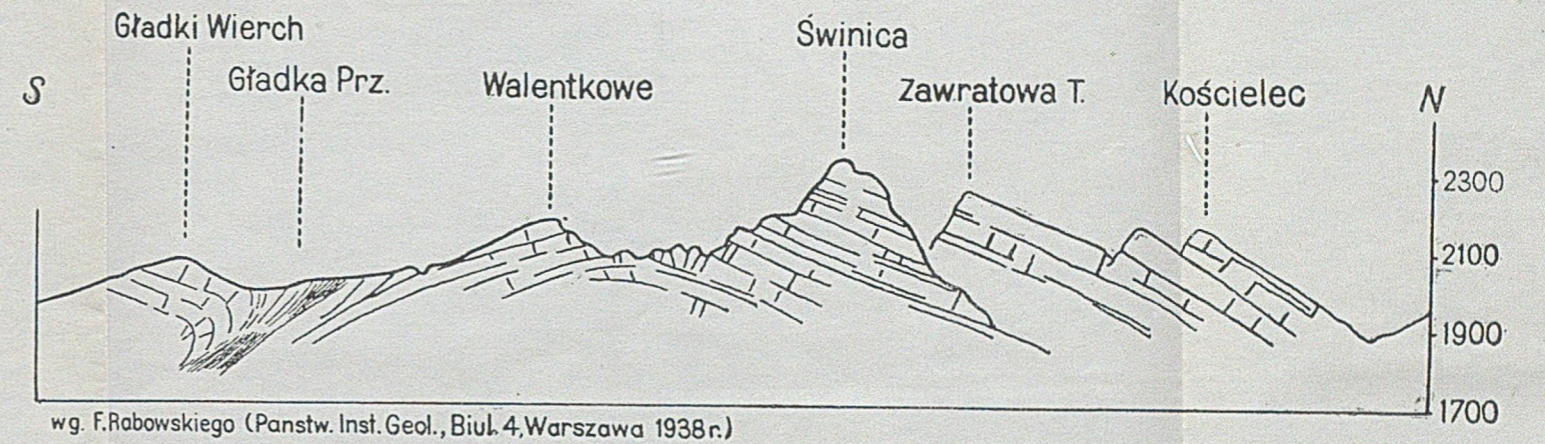 Gładki Wierch
Świnica
Gładka Prz.
Walentkowe
Zawratowa T.
Kościelec
S
N
2300
2100
1900
1700
wg. F.Rabowskiego (Panstw. Inst. Geol., Biul. 4, Warszawa 1938 r.)